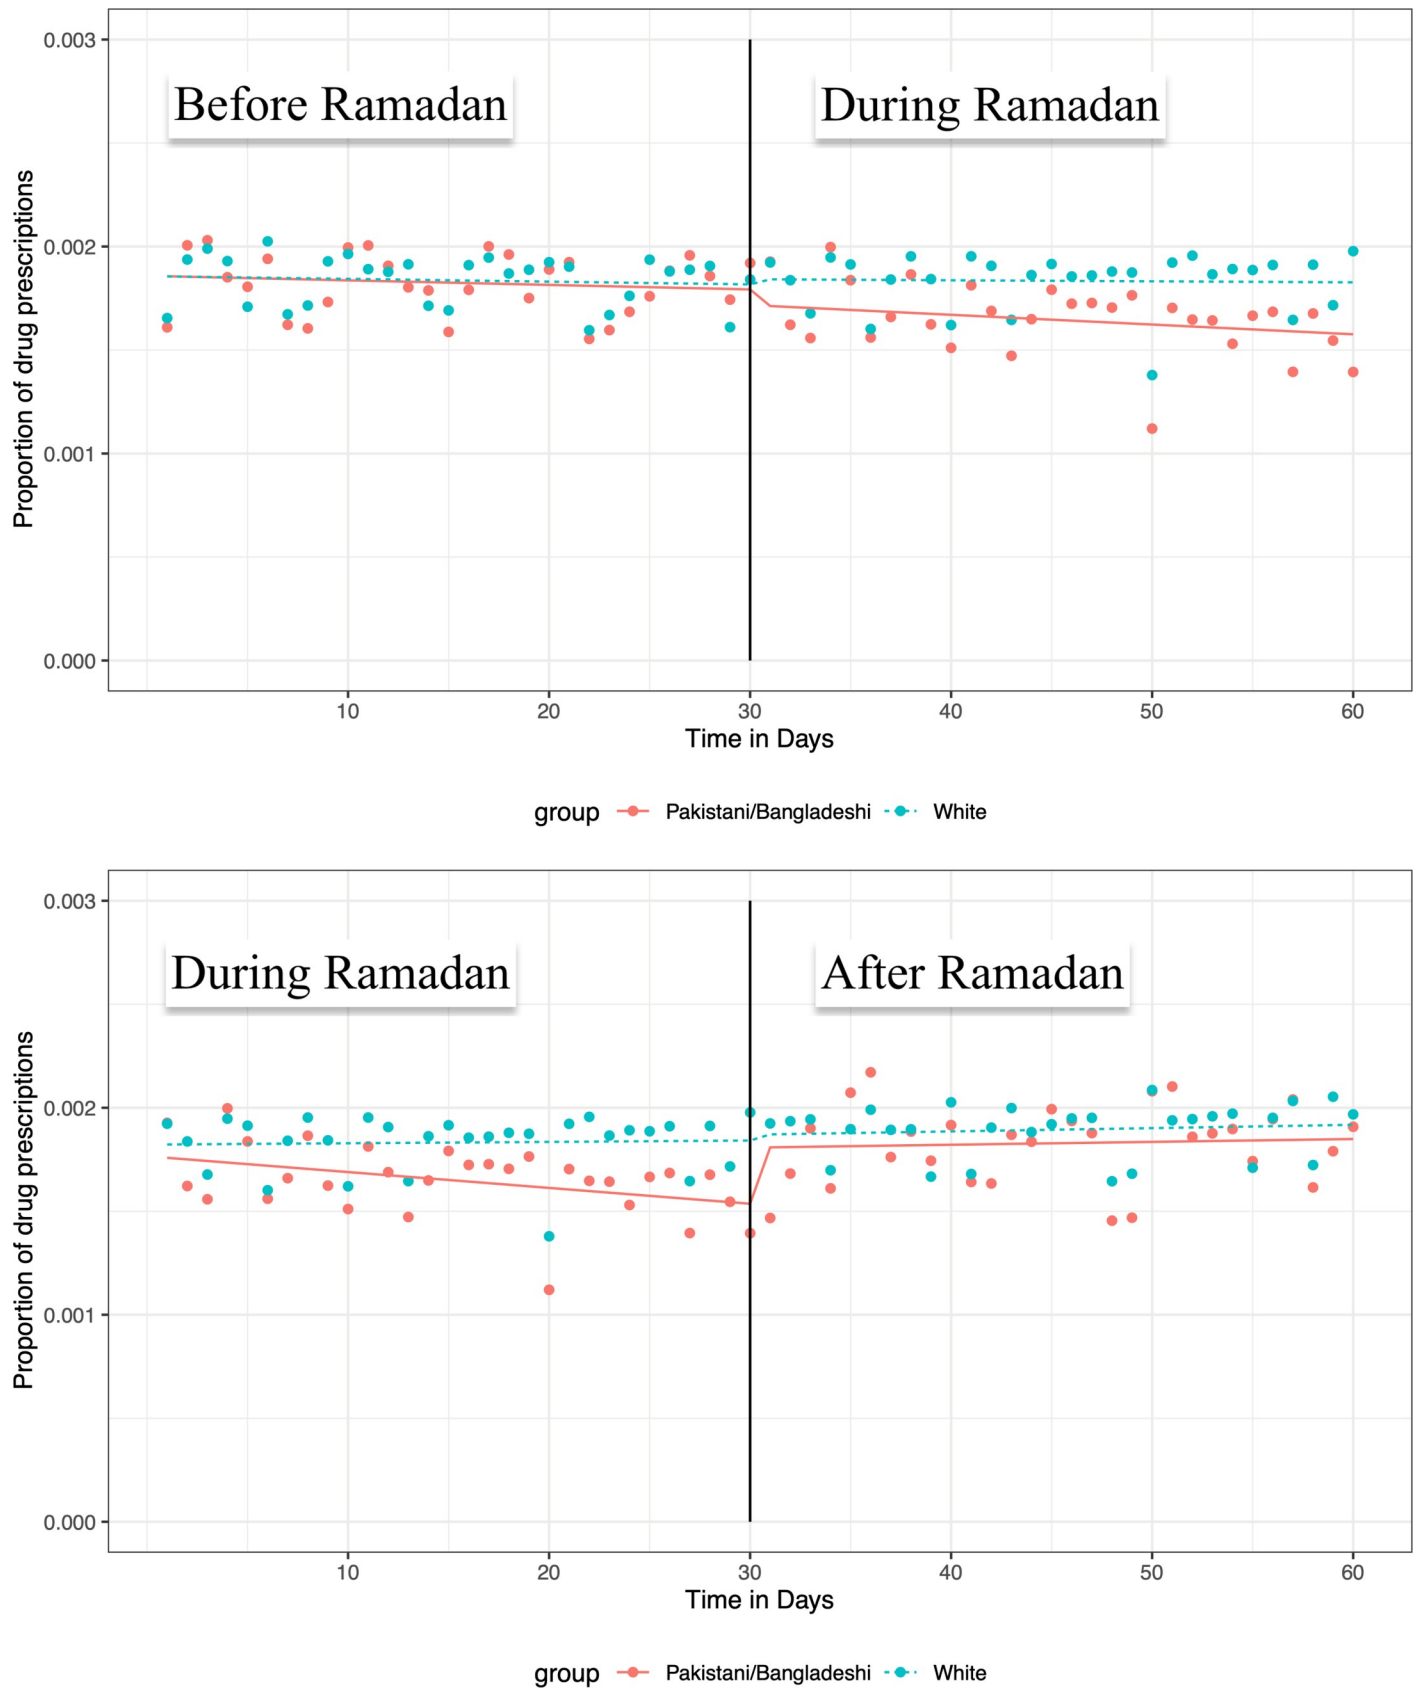 0.003
Before Ramadan
During Ramadan
0.002
0.001
0.000
Proportion of drug prescriptions
10 20 30 40 50 60
Time in Days
group Pakistani/Bangladeshi White
0.003
During Ramadan
After Ramadan
0.002
0.001
0.000
Proportion of drug prescriptions
10 20 30 40 50 60
Time in Days
group Pakistani/Bangladeshi White